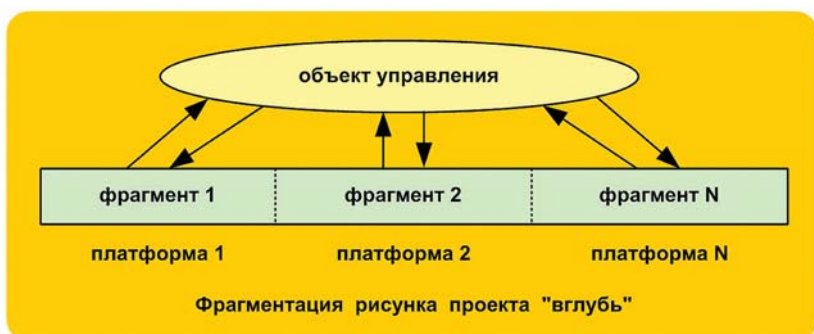 объект управления
фрагмент 1 фрагмент 2 фрагмент N
платформа 1 платформа 2 платформа N
Фрагментация рисунка проекта "вглубь"